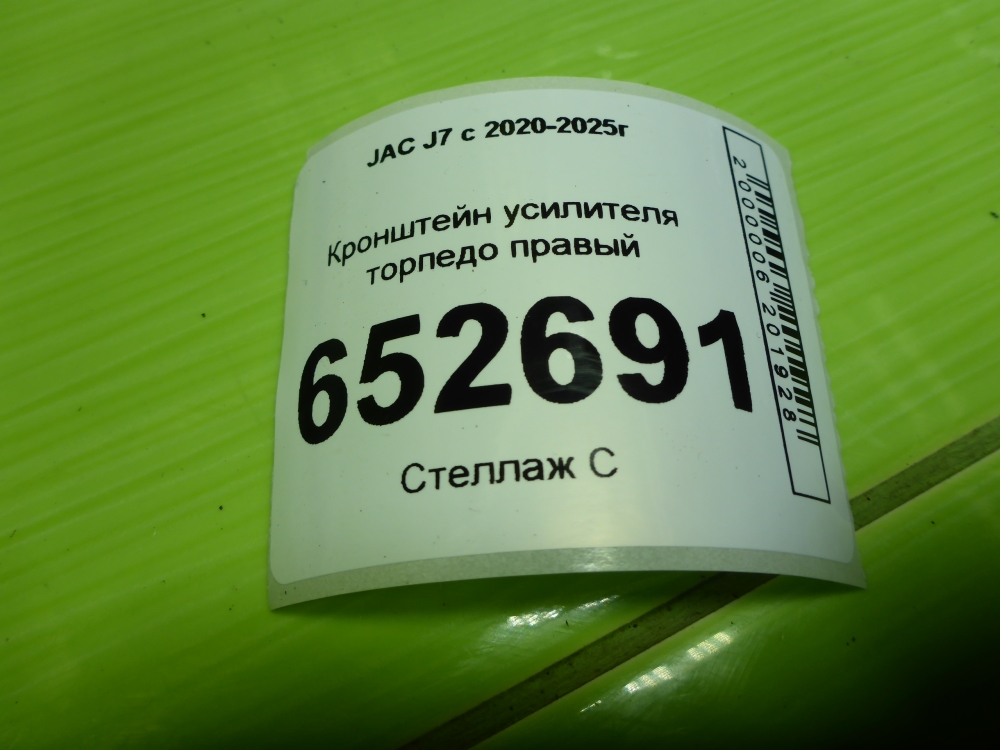 JAC J7 с 2020-2025г
Кронштейн усилителя
торпедо правый
652691
Стеллаж С
2000006201928